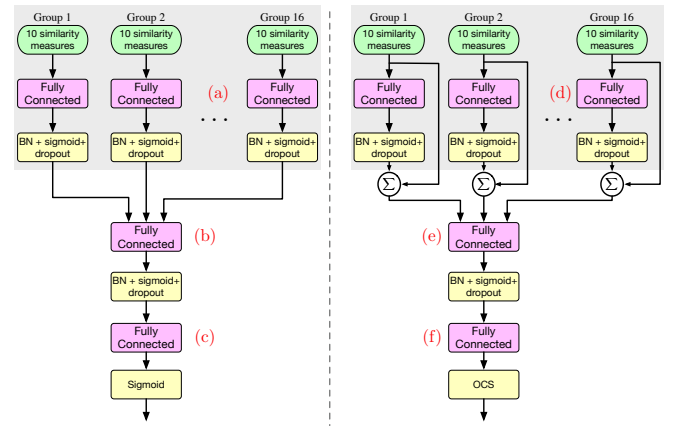 Group 1
Group 2
Group 16
10 similarity
measures
10 similarity
measures
10 similarity
measures
Fully
Connected
Fully
Connected
(a)
Fully
Connected
. . .
BN + sigmoid+
dropout
BN + sigmoid+
dropout
BN + sigmoid+
dropout
Fully
Connected
(b)
BN + sigmoid+
dropout
Fully
Connected
(c)
Sigmoid
Group 1
Group 2
Group 16
10 similarity
measures
10 similarity
measures
10 similarity
measures
Fully
Connected
Fully
Connected
(d)
Fully
Connected
. . .
BN + sigmoid+
dropout
BN + sigmoid+
dropout
BN + sigmoid+
dropout
Σ
Σ
Σ
(e)
Fully
Connected
BN + sigmoid+
dropout
(f)
Fully
Connected
OCS